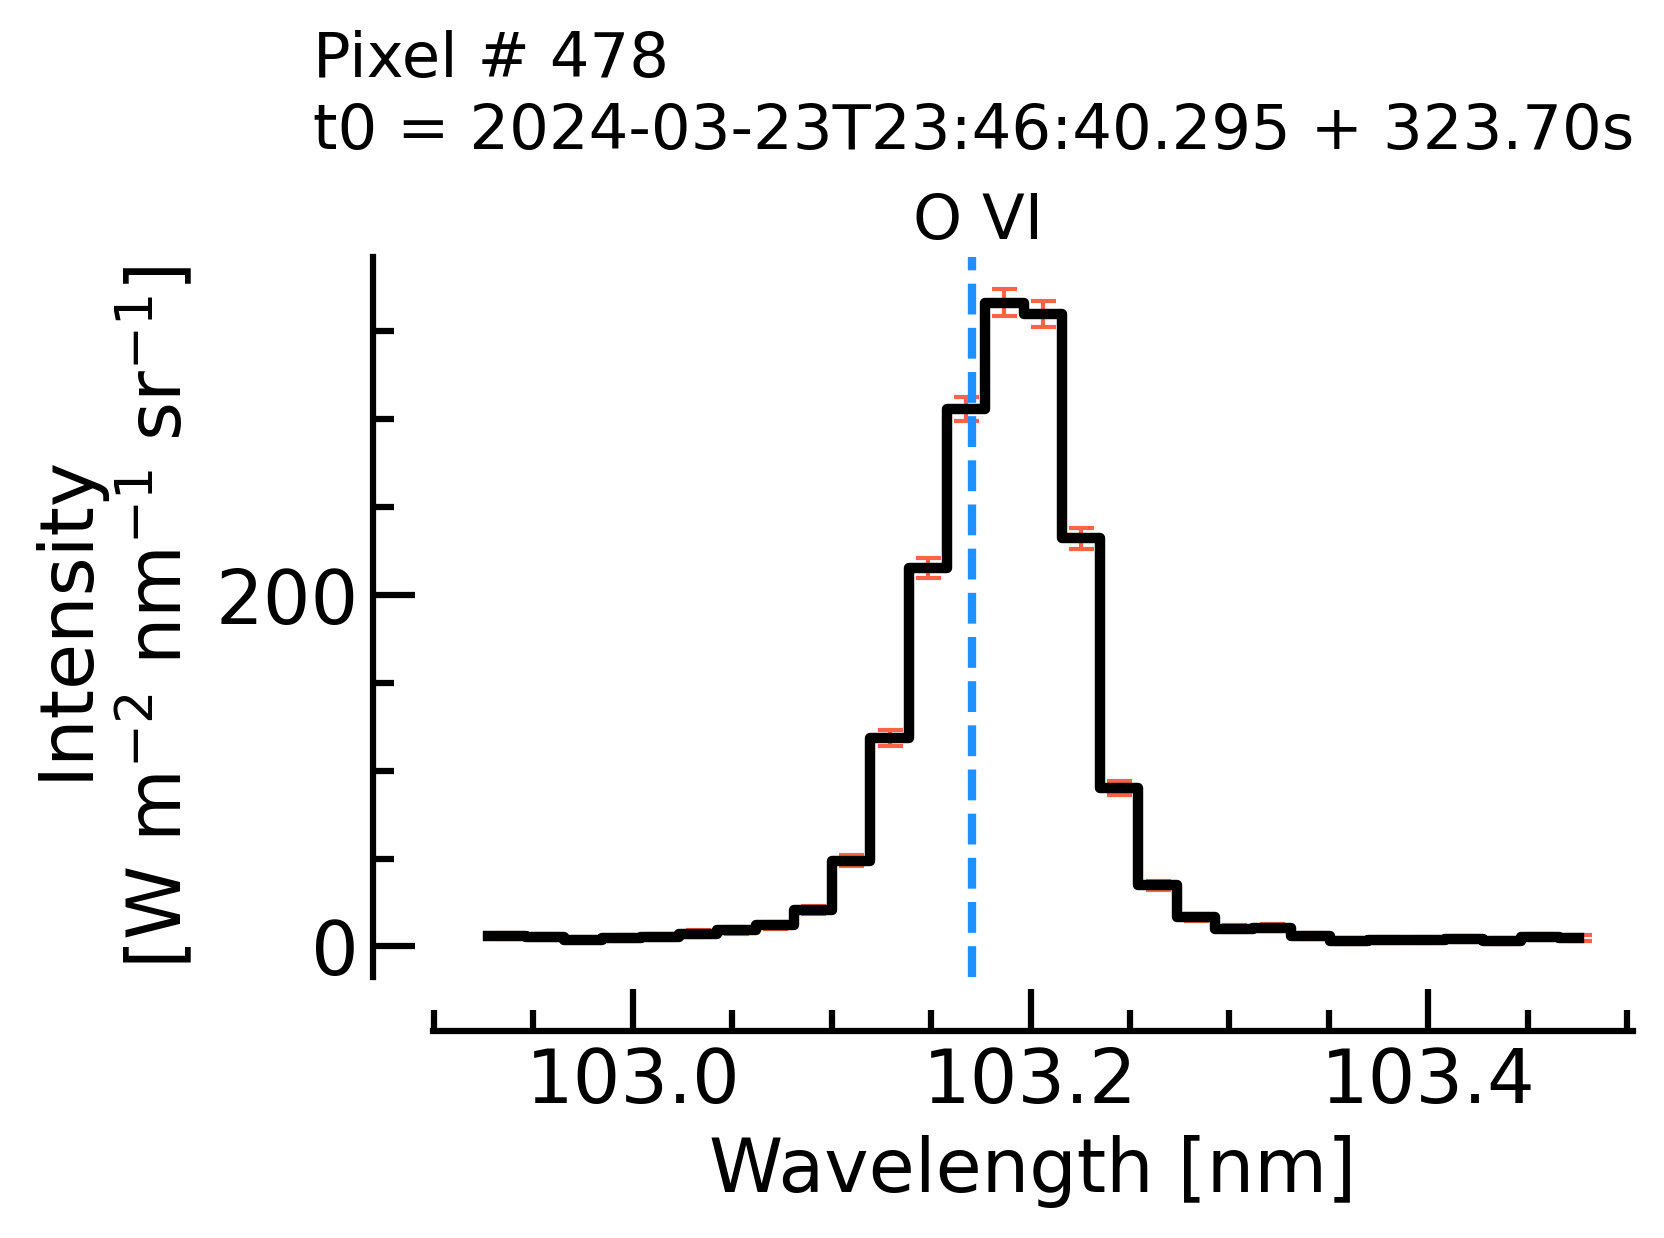 Pixel # 478
t0 = 2024-03-23T23:46:40.295 + 323.70s
O VI
Intensity
[W m⁻² nm⁻¹ sr⁻¹]
200
0
103.0 103.2 103.4
Wavelength [nm]